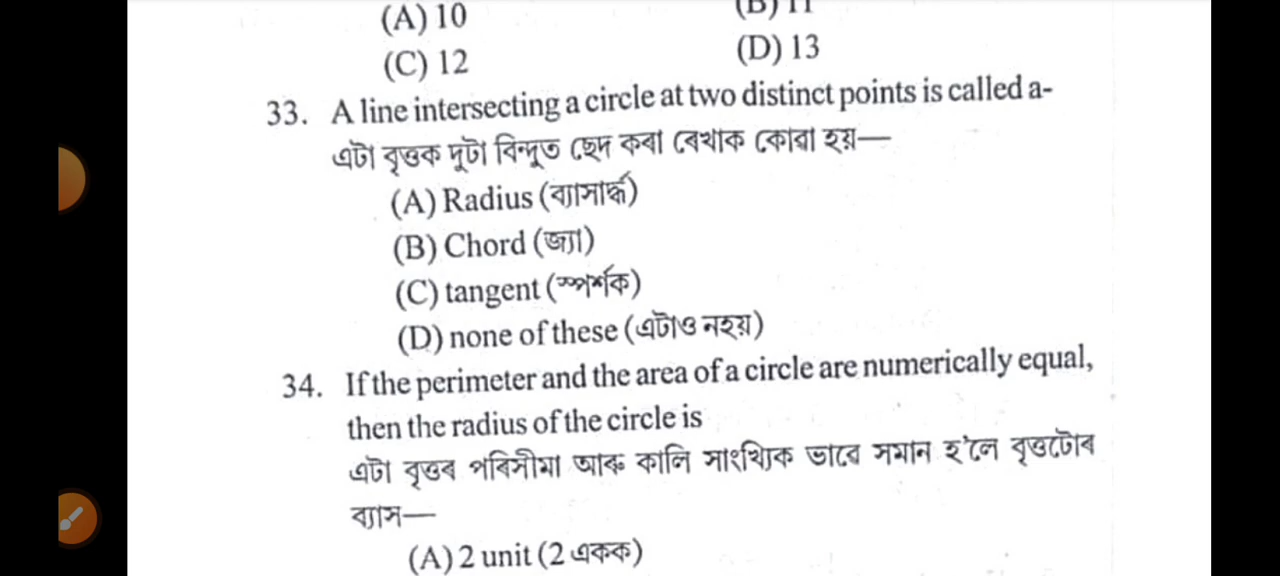 (A) 10
(B) 11
(C) 12
(D) 13
33. A line intersecting a circle at two distinct points is called a-
এটা বৃত্তক দুটা বিন্দুত ছেদ কৰা ৰেখাক কোৱা হয়—
(A) Radius (ব্যাসাৰ্দ্ধ)
(B) Chord (জ্যা)
(C) tangent (স্পৰ্শক)
(D) none of these (এটাও নহয়)
34. If the perimeter and the area of a circle are numerically equal,
then the radius of the circle is
এটা বৃত্তৰ পৰিসীমা আৰু কালি সাংখ্যিক ভাৱে সমান হ'লে বৃত্তটোৰ
ব্যাস—
(A) 2 unit (2 একক)